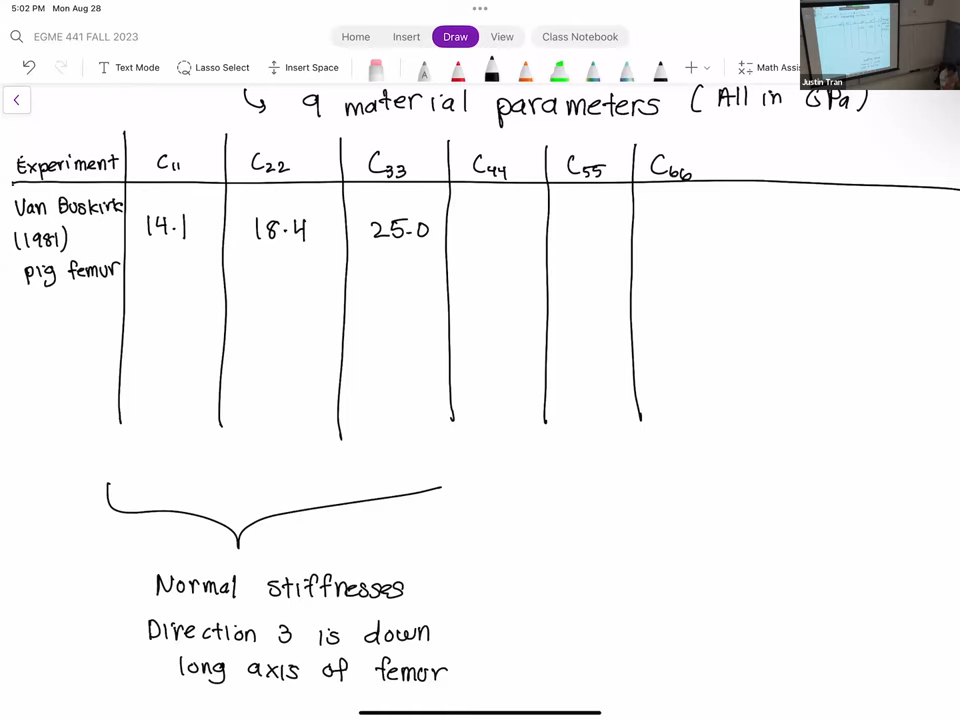 5:02 PM Mon Aug 28
EGME 441 FALL 2023
Home Insert Draw View Class Notebook
Text Mode Lasso Select Insert Space Math Assis
Justin Tran
↳ 9 material parameters (All in GPa)
Experiment C11 C22 C33 C44 C55 C66
Van Buskirk
(1981) 14.1 18.4 25.0
pig femur
Normal stiffnesses
Direction 3 is down
long axis of femur